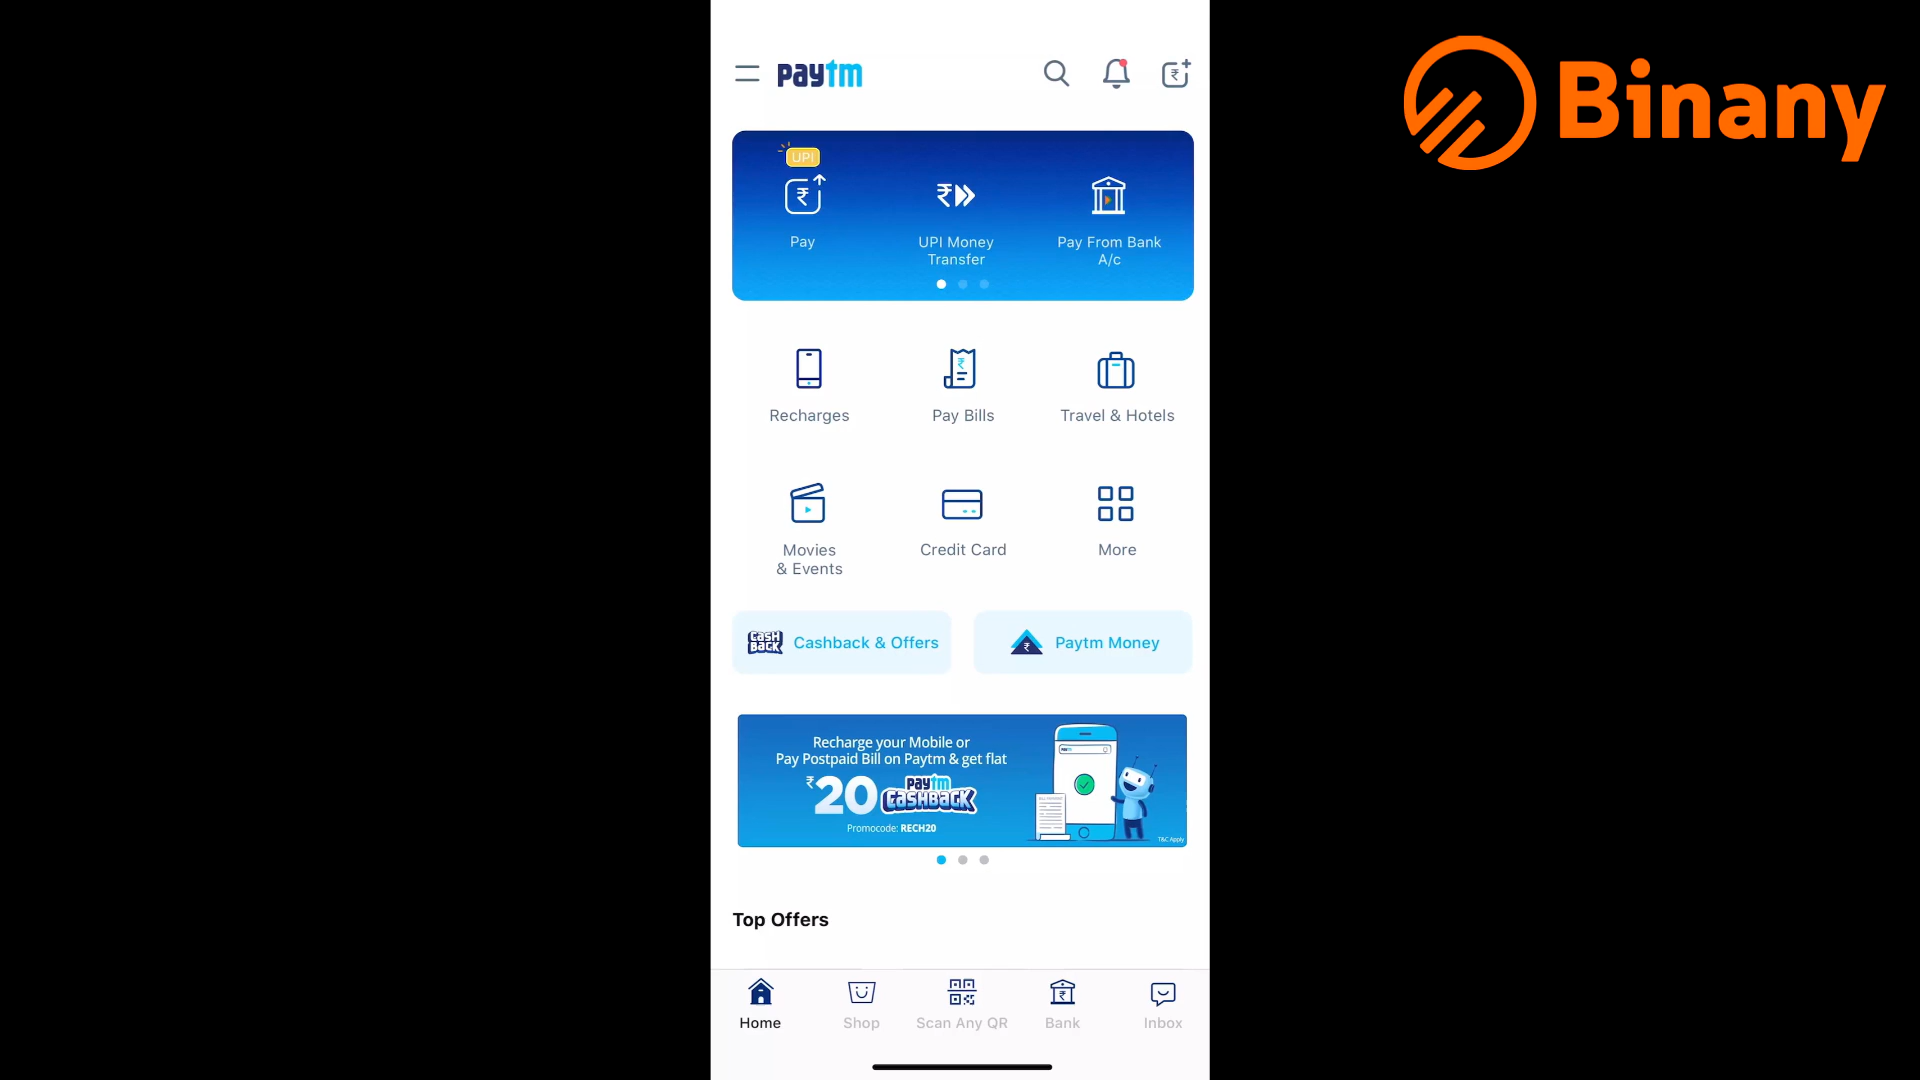 paytm
Binany
UPI
Pay
UPI Money
Transfer
Pay From Bank
A/c
Recharges
Pay Bills
Travel & Hotels
Movies
& Events
Credit Card
More
CASH
BACK
Cashback & Offers
Paytm Money
Recharge your Mobile or
Pay Postpaid Bill on Paytm & get flat
₹20 paytm
CASHBACK
Promocode: RECH20
T&C Apply
Top Offers
Home
Shop
Scan Any QR
Bank
Inbox